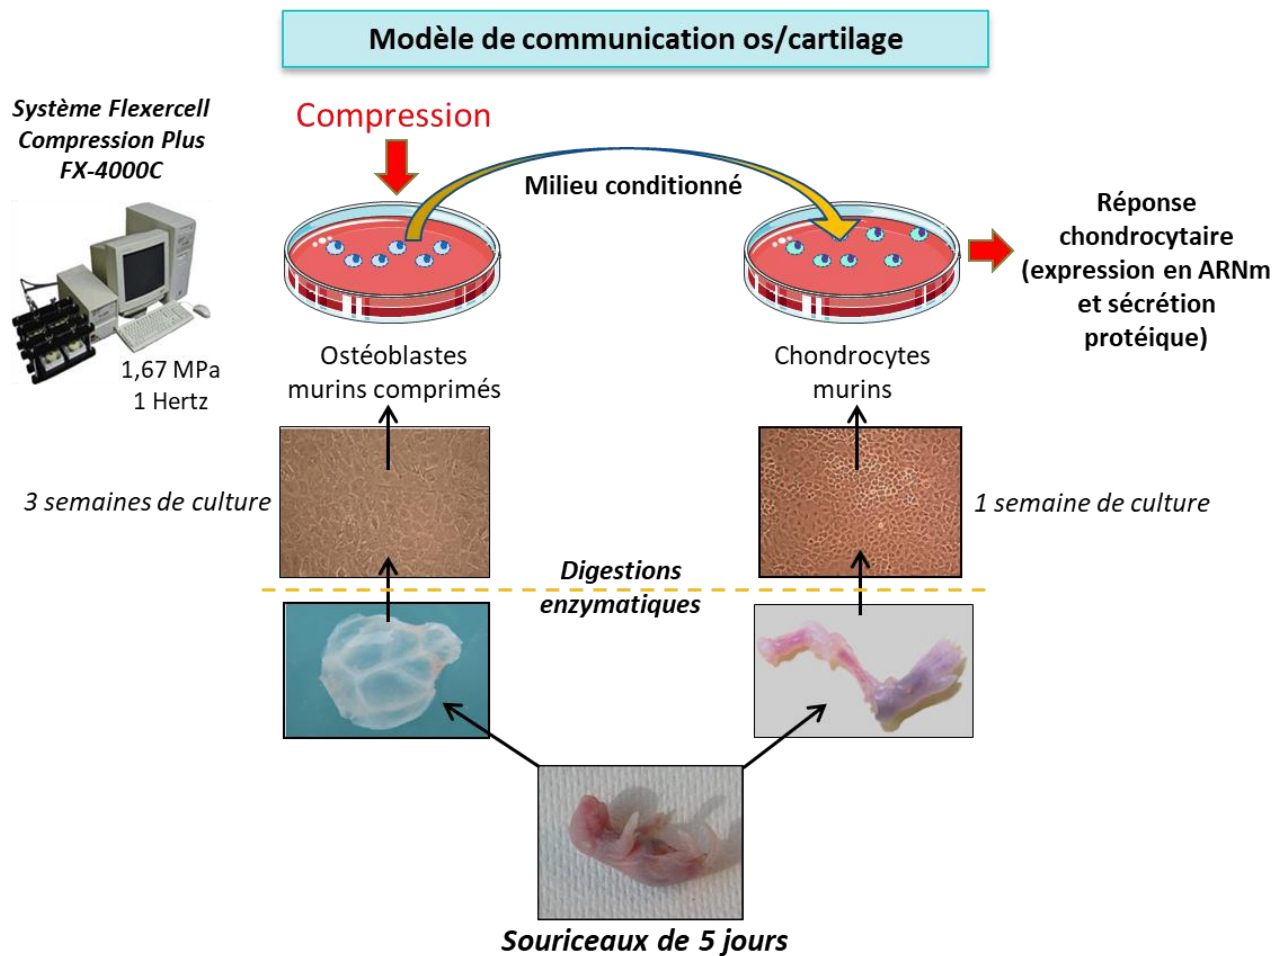 Modèle de communication os/cartilage
Système Flexercell
Compression Plus
FX-4000C
Compression
Milieu conditionné
Réponse
chondrocytaire
(expression en ARNm
et sécrétion
protéique)
1,67 MPa
1 Hertz
Ostéoblastes
murins comprimés
Chondrocytes
murins
3 semaines de culture
1 semaine de culture
Digestions
enzymatiques
Souriceaux de 5 jours